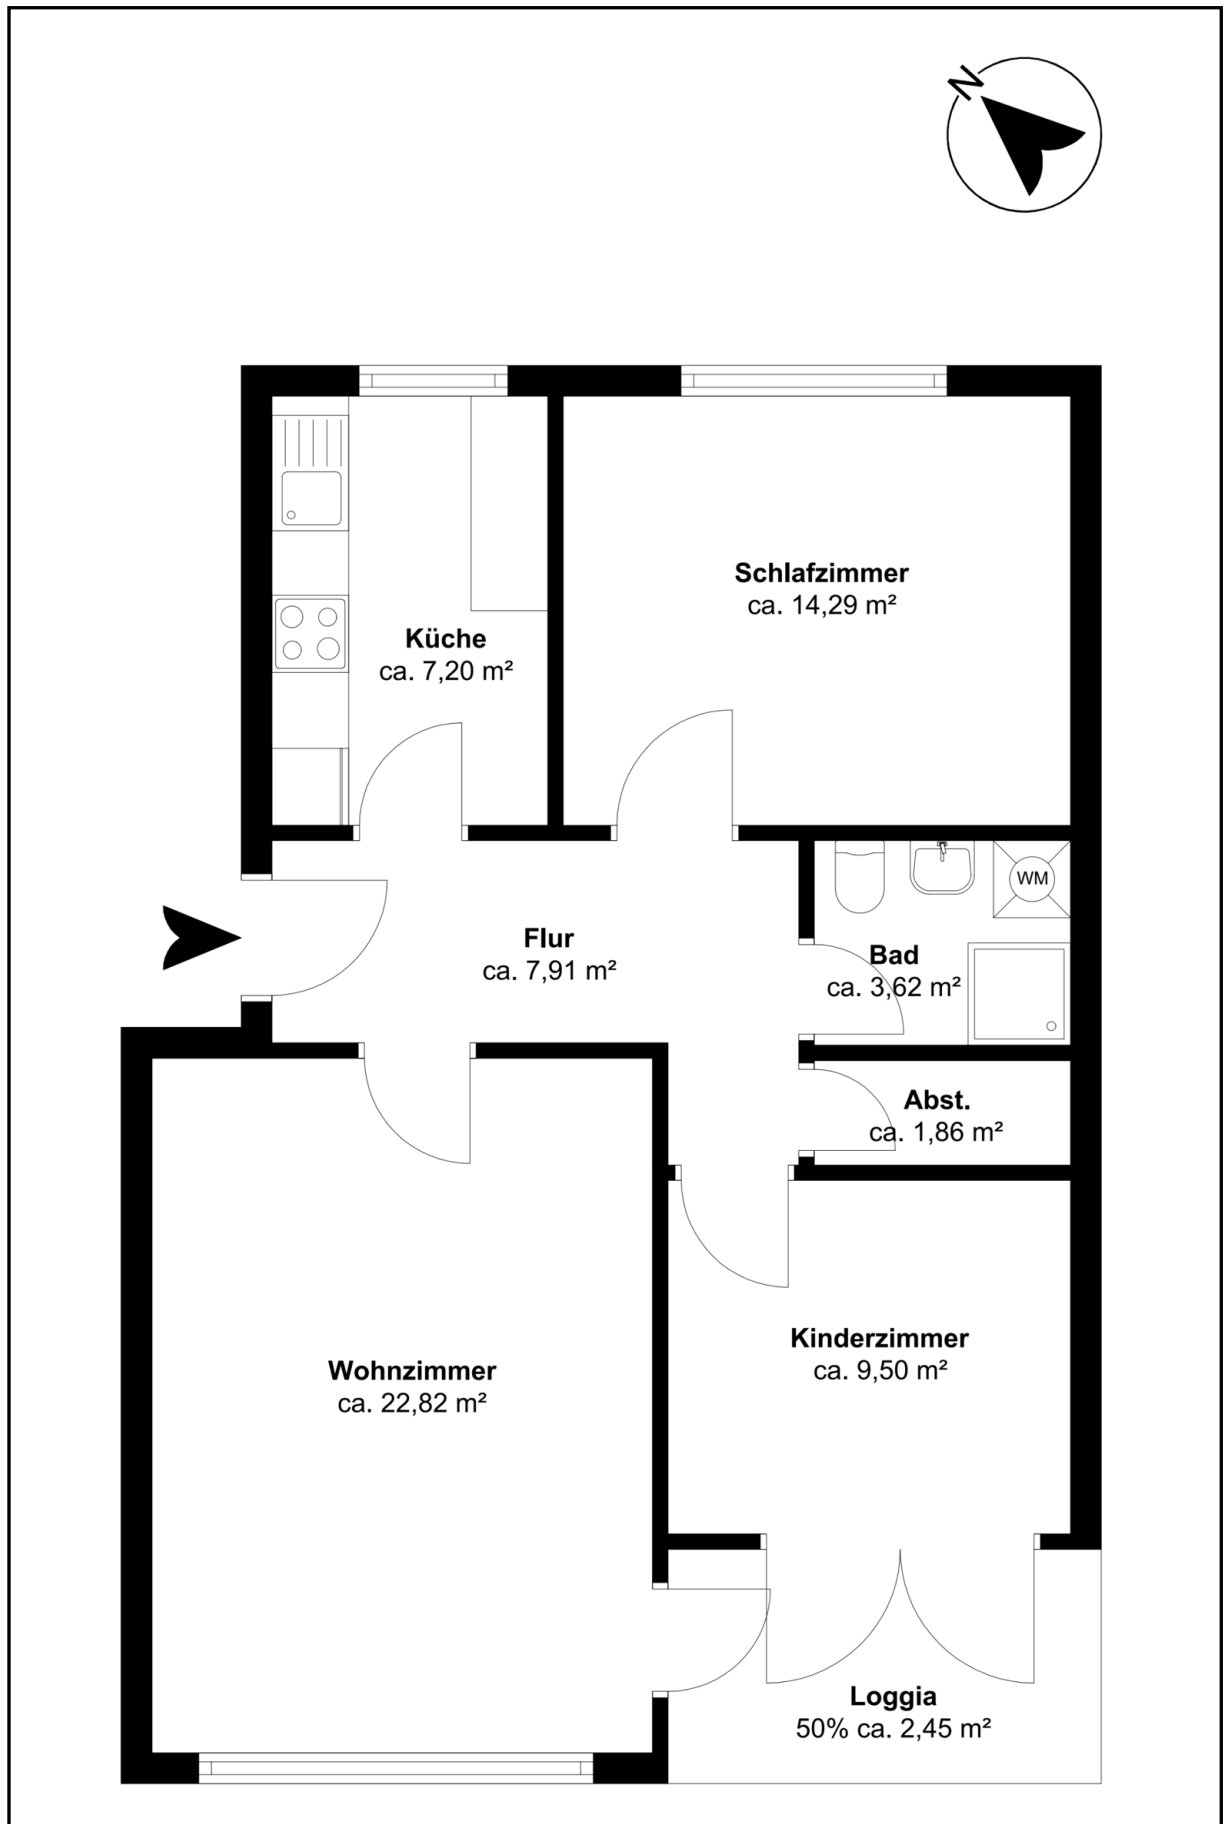 N
Schlafzimmer
ca. 14,29 m²
Küche
ca. 7,20 m²
WM
Flur
ca. 7,91 m²
Bad
ca. 3,62 m²
Abst.
ca. 1,86 m²
Kinderzimmer
ca. 9,50 m²
Wohnzimmer
ca. 22,82 m²
Loggia
50% ca. 2,45 m²